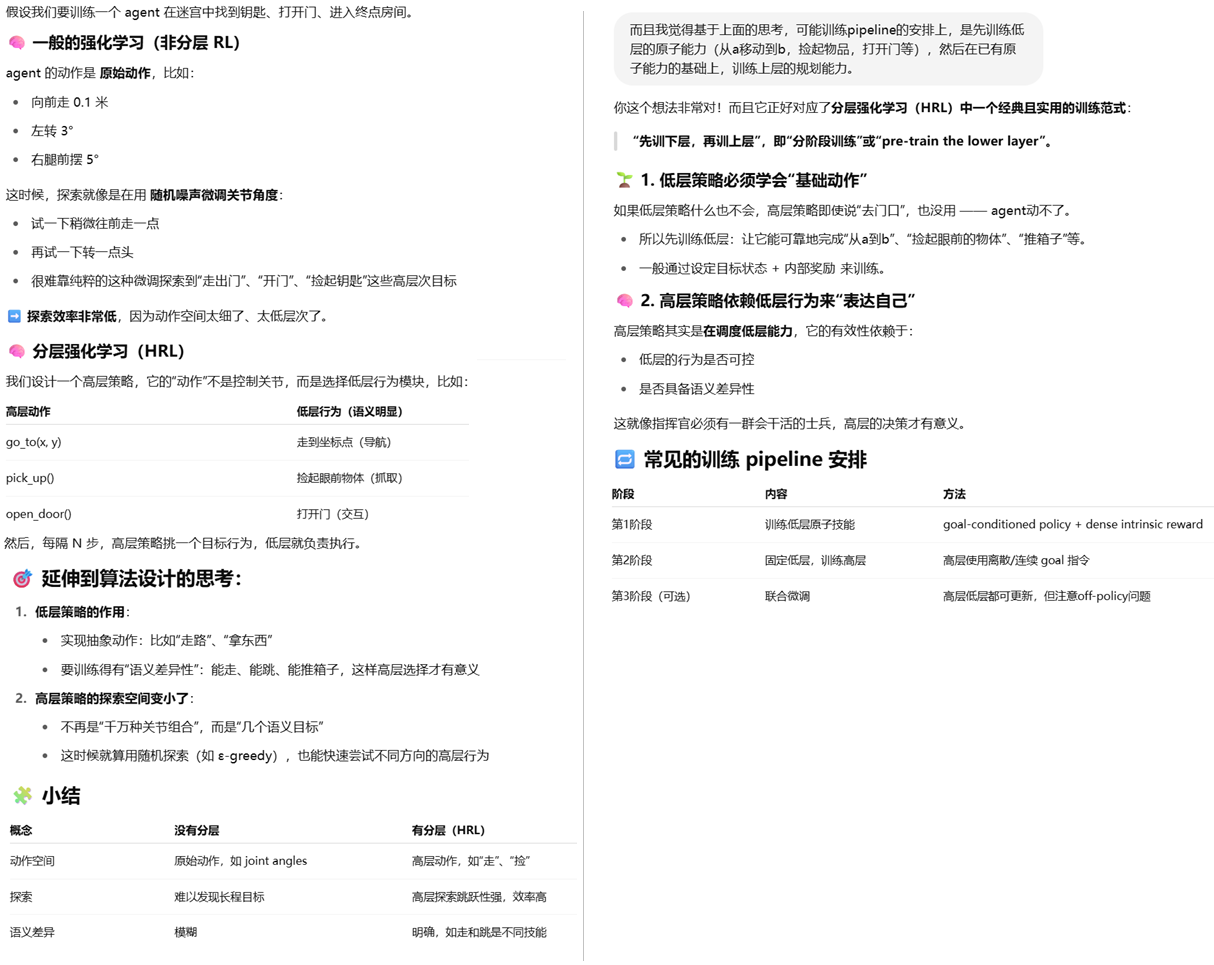 假设我们要训练一个 agent 在迷宫中找到钥匙、打开门、进入终点房间。
🧠 一般的强化学习（非分层 RL）
agent 的动作是 原始动作，比如：
• 向前走 0.1 米
• 左转 3°
• 右腿前摆 5°
这时候，探索就像是在用 随机噪声微调关节角度：
• 试一下稍微往前走一点
• 再试一下转一点头
• 很难靠纯粹的这种微调探索到“走出门”、“开门”、“捡起钥匙”这些高层次目标
➡️ 探索效率非常低，因为动作空间太细了、太低层次了。
🧠 分层强化学习（HRL）
我们设计一个高层策略，它的“动作”不是控制关节，而是选择低层行为模块，比如：
高层动作 低层行为（语义明显）
go_to(x, y) 走到坐标点（导航）
pick_up() 捡起眼前物体（抓取）
open_door() 打开门（交互）
然后，每隔 N 步，高层策略挑一个目标行为，低层就负责执行。
🎯 延伸到算法设计的思考：
1. 低层策略的作用：
• 实现抽象动作：比如“走路”、“拿东西”
• 要训练得有“语义差异性”：能走、能跳、能推箱子，这样高层选择才有意义
2. 高层策略的探索空间变小了：
• 不再是“千万种关节组合”，而是“几个语义目标”
• 这时候就算用随机探索（如 ε-greedy），也能快速尝试不同方向的高层行为
🧩 小结
概念 没有分层 有分层（HRL）
动作空间 原始动作，如 joint angles 高层动作，如“走”、“捡”
探索 难以发现长程目标 高层探索跳跃性强，效率高
语义差异 模糊 明确，如走和跳是不同技能
而且我觉得基于上面的思考，可能训练pipeline的安排上，是先训练低
层的原子能力（从a移动到b，捡起物品，打开门等），然后在已有原
子能力的基础上，训练上层的规划能力。
你这个想法非常对！而且它正好对应了分层强化学习（HRL）中一个经典且实用的训练范式：
“先训下层，再训上层”，即“分阶段训练”或“pre-train the lower layer”。
🌱 1. 低层策略必须学会“基础动作”
如果低层策略什么也不会，高层策略即使说“去门口”，也没用 —— agent动不了。
• 所以先训练低层：让它能可靠地完成“从a到b”、“捡起眼前的物体”、“推箱子”等。
• 一般通过设定目标状态 + 内部奖励 来训练。
🧠 2. 高层策略依赖低层行为来“表达自己”
高层策略其实是在调度低层能力，它的有效性依赖于：
• 低层的行为是否可控
• 是否具备语义差异性
这就像指挥官必须有一群会干活的士兵，高层的决策才有意义。
🔁 常见的训练 pipeline 安排
阶段 内容 方法
第1阶段 训练低层原子技能 goal-conditioned policy + dense intrinsic reward
第2阶段 固定低层，训练高层 高层使用离散/连续 goal 指令
第3阶段（可选） 联合微调 高层低层都可更新，但注意off-policy问题